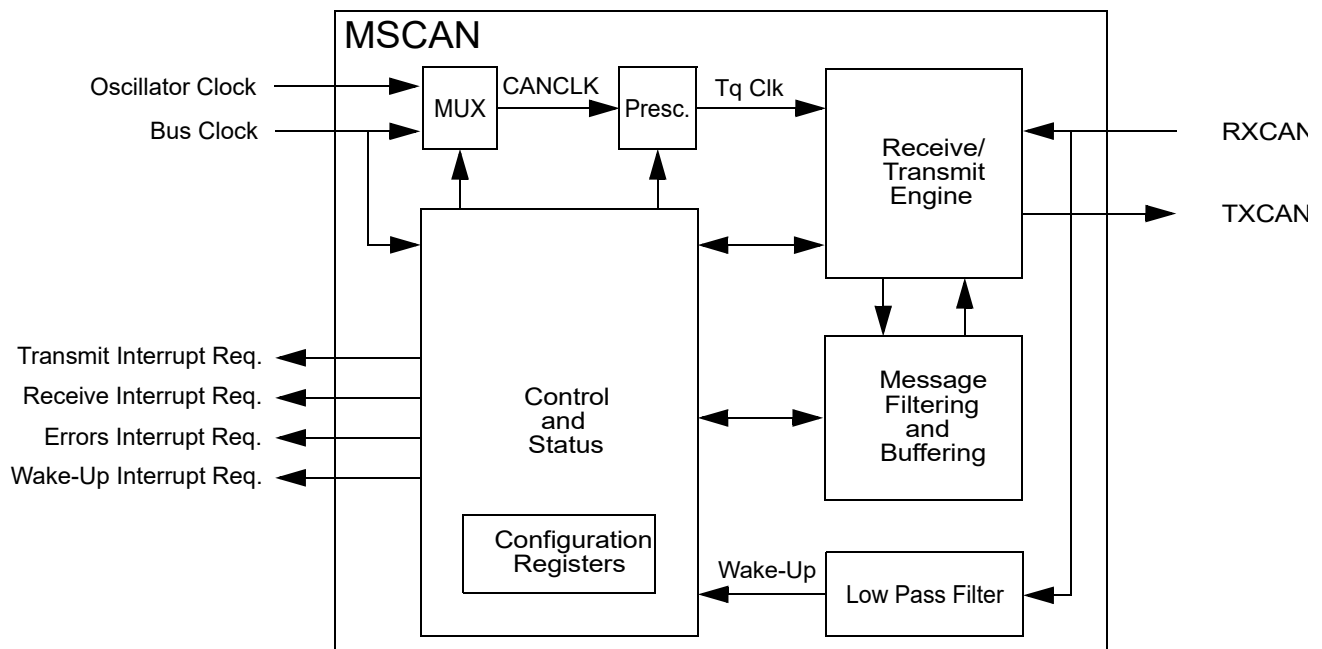 MSCAN
Oscillator Clock
Bus Clock
MUX
CANCLK
Presc.
Tq Clk
Receive/
Transmit
Engine
RXCAN
TXCAN
Transmit Interrupt Req.
Receive Interrupt Req.
Errors Interrupt Req.
Wake-Up Interrupt Req.
Control
and
Status
Message
Filtering
and
Buffering
Configuration
Registers
Wake-Up
Low Pass Filter